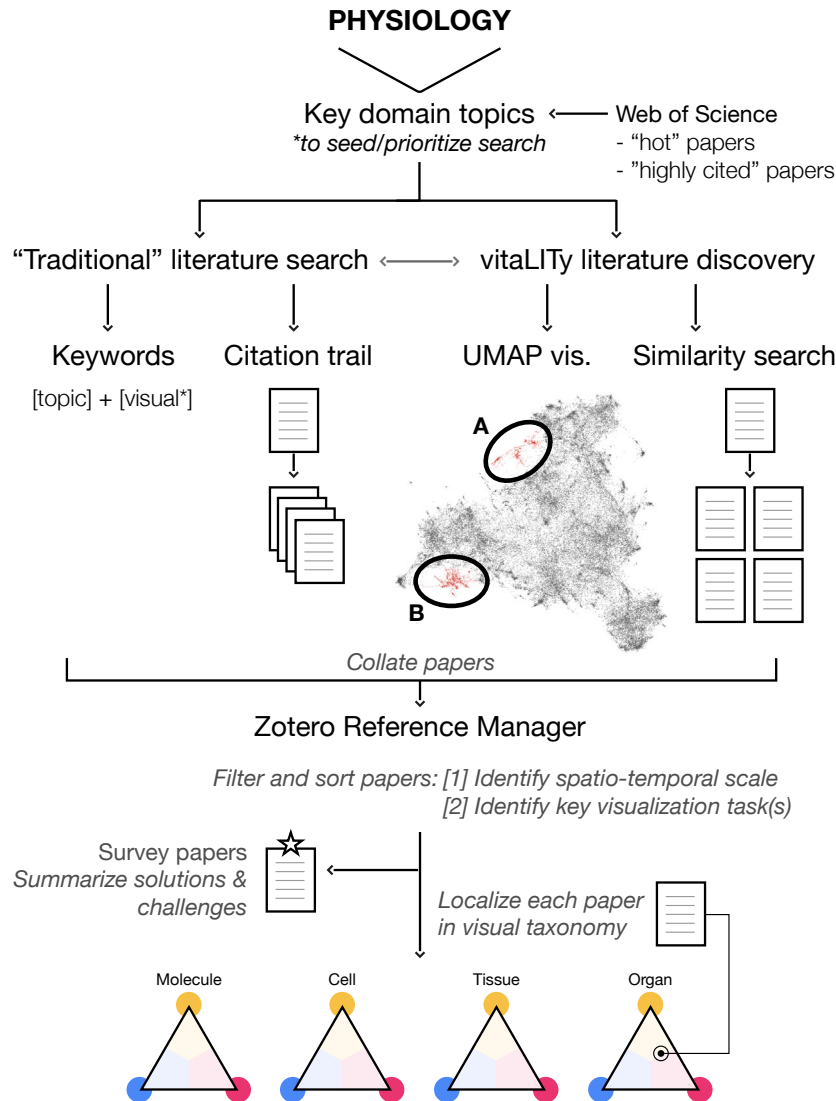 PHYSIOLOGY
Key domain topics
*to seed/prioritize search
Web of Science
- “hot” papers
- ”highly cited” papers
“Traditional” literature search
vitaLITy literature discovery
Keywords
Citation trail
UMAP vis.
Similarity search
[topic] + [visual*]
A
B
Collate papers
Zotero Reference Manager
Filter and sort papers: [1] Identify spatio-temporal scale
[2] Identify key visualization task(s)
Survey papers
Summarize solutions &
challenges
Localize each paper
in visual taxonomy
Molecule
Cell
Tissue
Organ